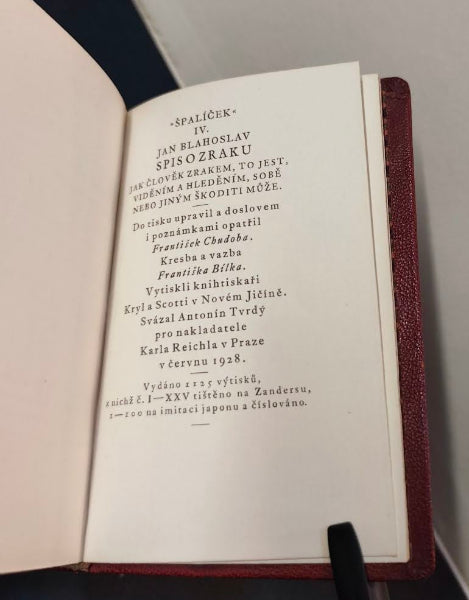 »ŠPALÍČEK«
IV.
JAN BLAHOSLAV
SPIS O ZRAKU
JAK ČLOVĚK ZRAKEM, TO JEST,
VIDĚNÍM A HLEDĚNÍM, SOBĚ
NEBO JINÝM ŠKODITI MŮŽE.
Do tisku upravil a doslovem
i poznámkami opatřil
František Chudoba.
Kresba a vazba
Františka Bílka.
Vytiskli knihtiskaři
Kryl a Scotti v Novém Jičíně.
Svázal Antonín Tvrdý
pro nakladatele
Karla Reichla v Praze
v červnu 1928.
Vydáno 1125 výtisků,
z nichž č. I—XXV tištěno na Zandersu,
1—100 na imitaci japonu a číslováno.